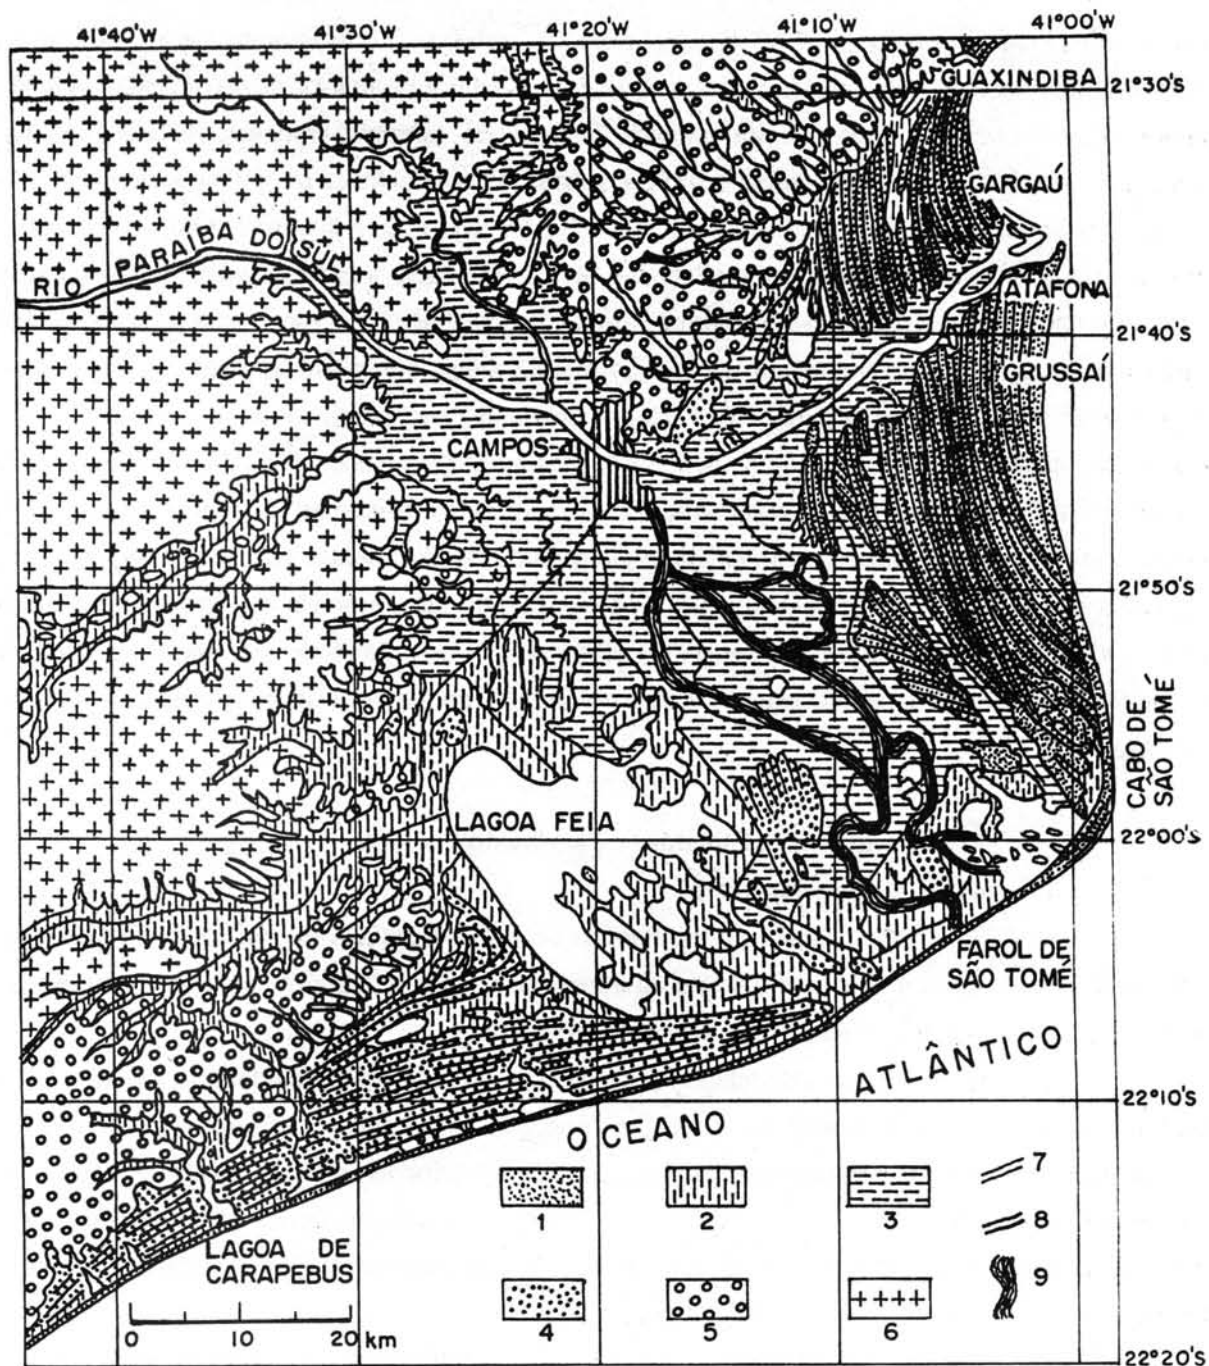 41°40'W 41°30'W 41°20'W 41°10'W 41°00'W
GUAXINDIBA
21°30'S
GARGAÚ
RIO PARAÍBA DO SUL
ATAFONA
21°40'S
GRUSSAÍ
CAMPOS
21°50'S
CABO DE
SÃO TOMÉ
LAGOA FEIA
22°00'S
FAROL DE
SÃO TOMÉ
OCEANO ATLÂNTICO
22°10'S
1 2 3 7
8
LAGOA DE
CARAPEBUS
4 5 6 9
0 10 20 km
22°20'S